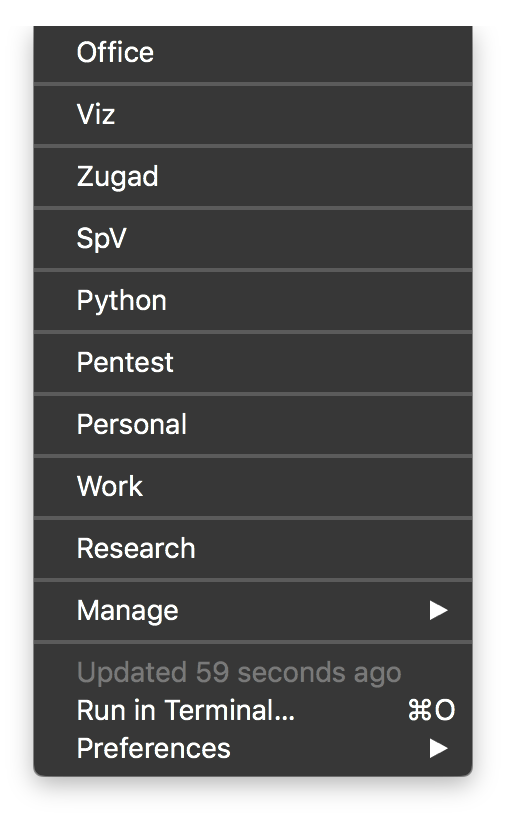 Office
Viz
Zugad
SpV
Python
Pentest
Personal
Work
Research
Manage ▶
Updated 59 seconds ago
Run in Terminal... ⌘O
Preferences ▶